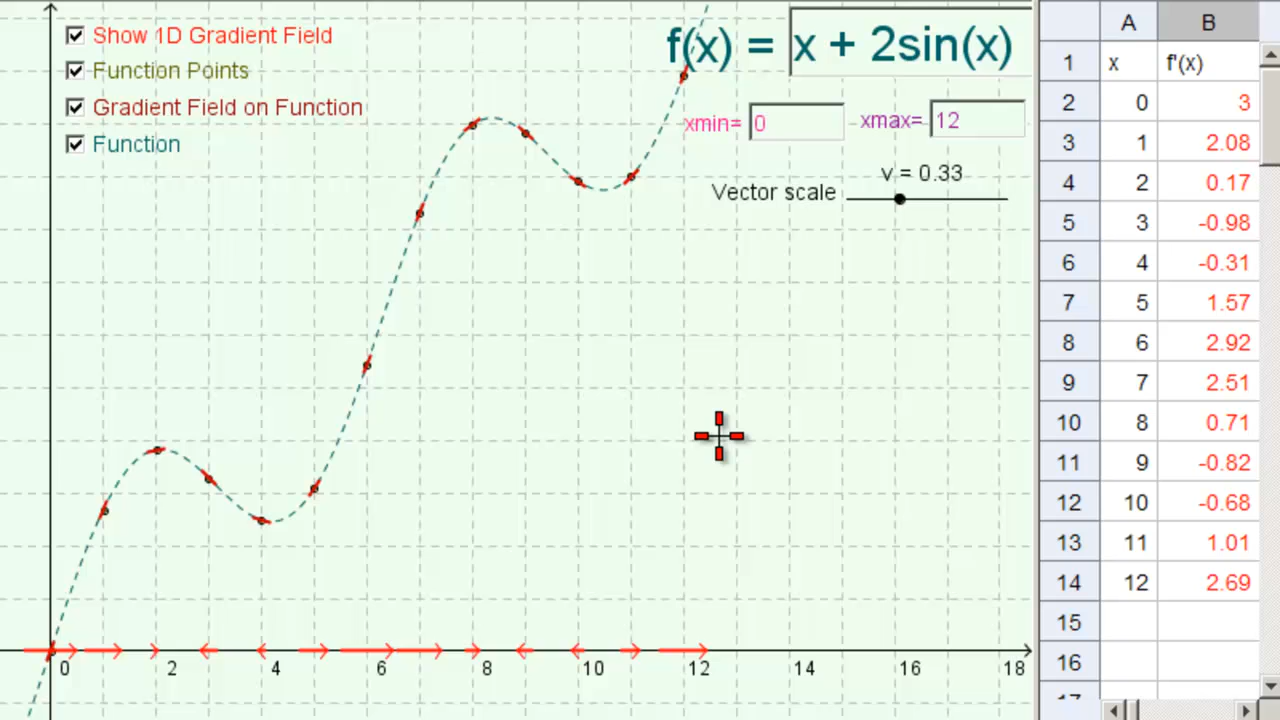 Show 1D Gradient Field
Function Points
Gradient Field on Function
Function
f(x) = x + 2sin(x)
xmin= 0 xmax= 12
v = 0.33
Vector scale
0 2 4 6 8 10 12 14 16 18
A B
1 x f'(x)
2 0 3
3 1 2.08
4 2 0.17
5 3 -0.98
6 4 -0.31
7 5 1.57
8 6 2.92
9 7 2.51
10 8 0.71
11 9 -0.82
12 10 -0.68
13 11 1.01
14 12 2.69
15
16
17